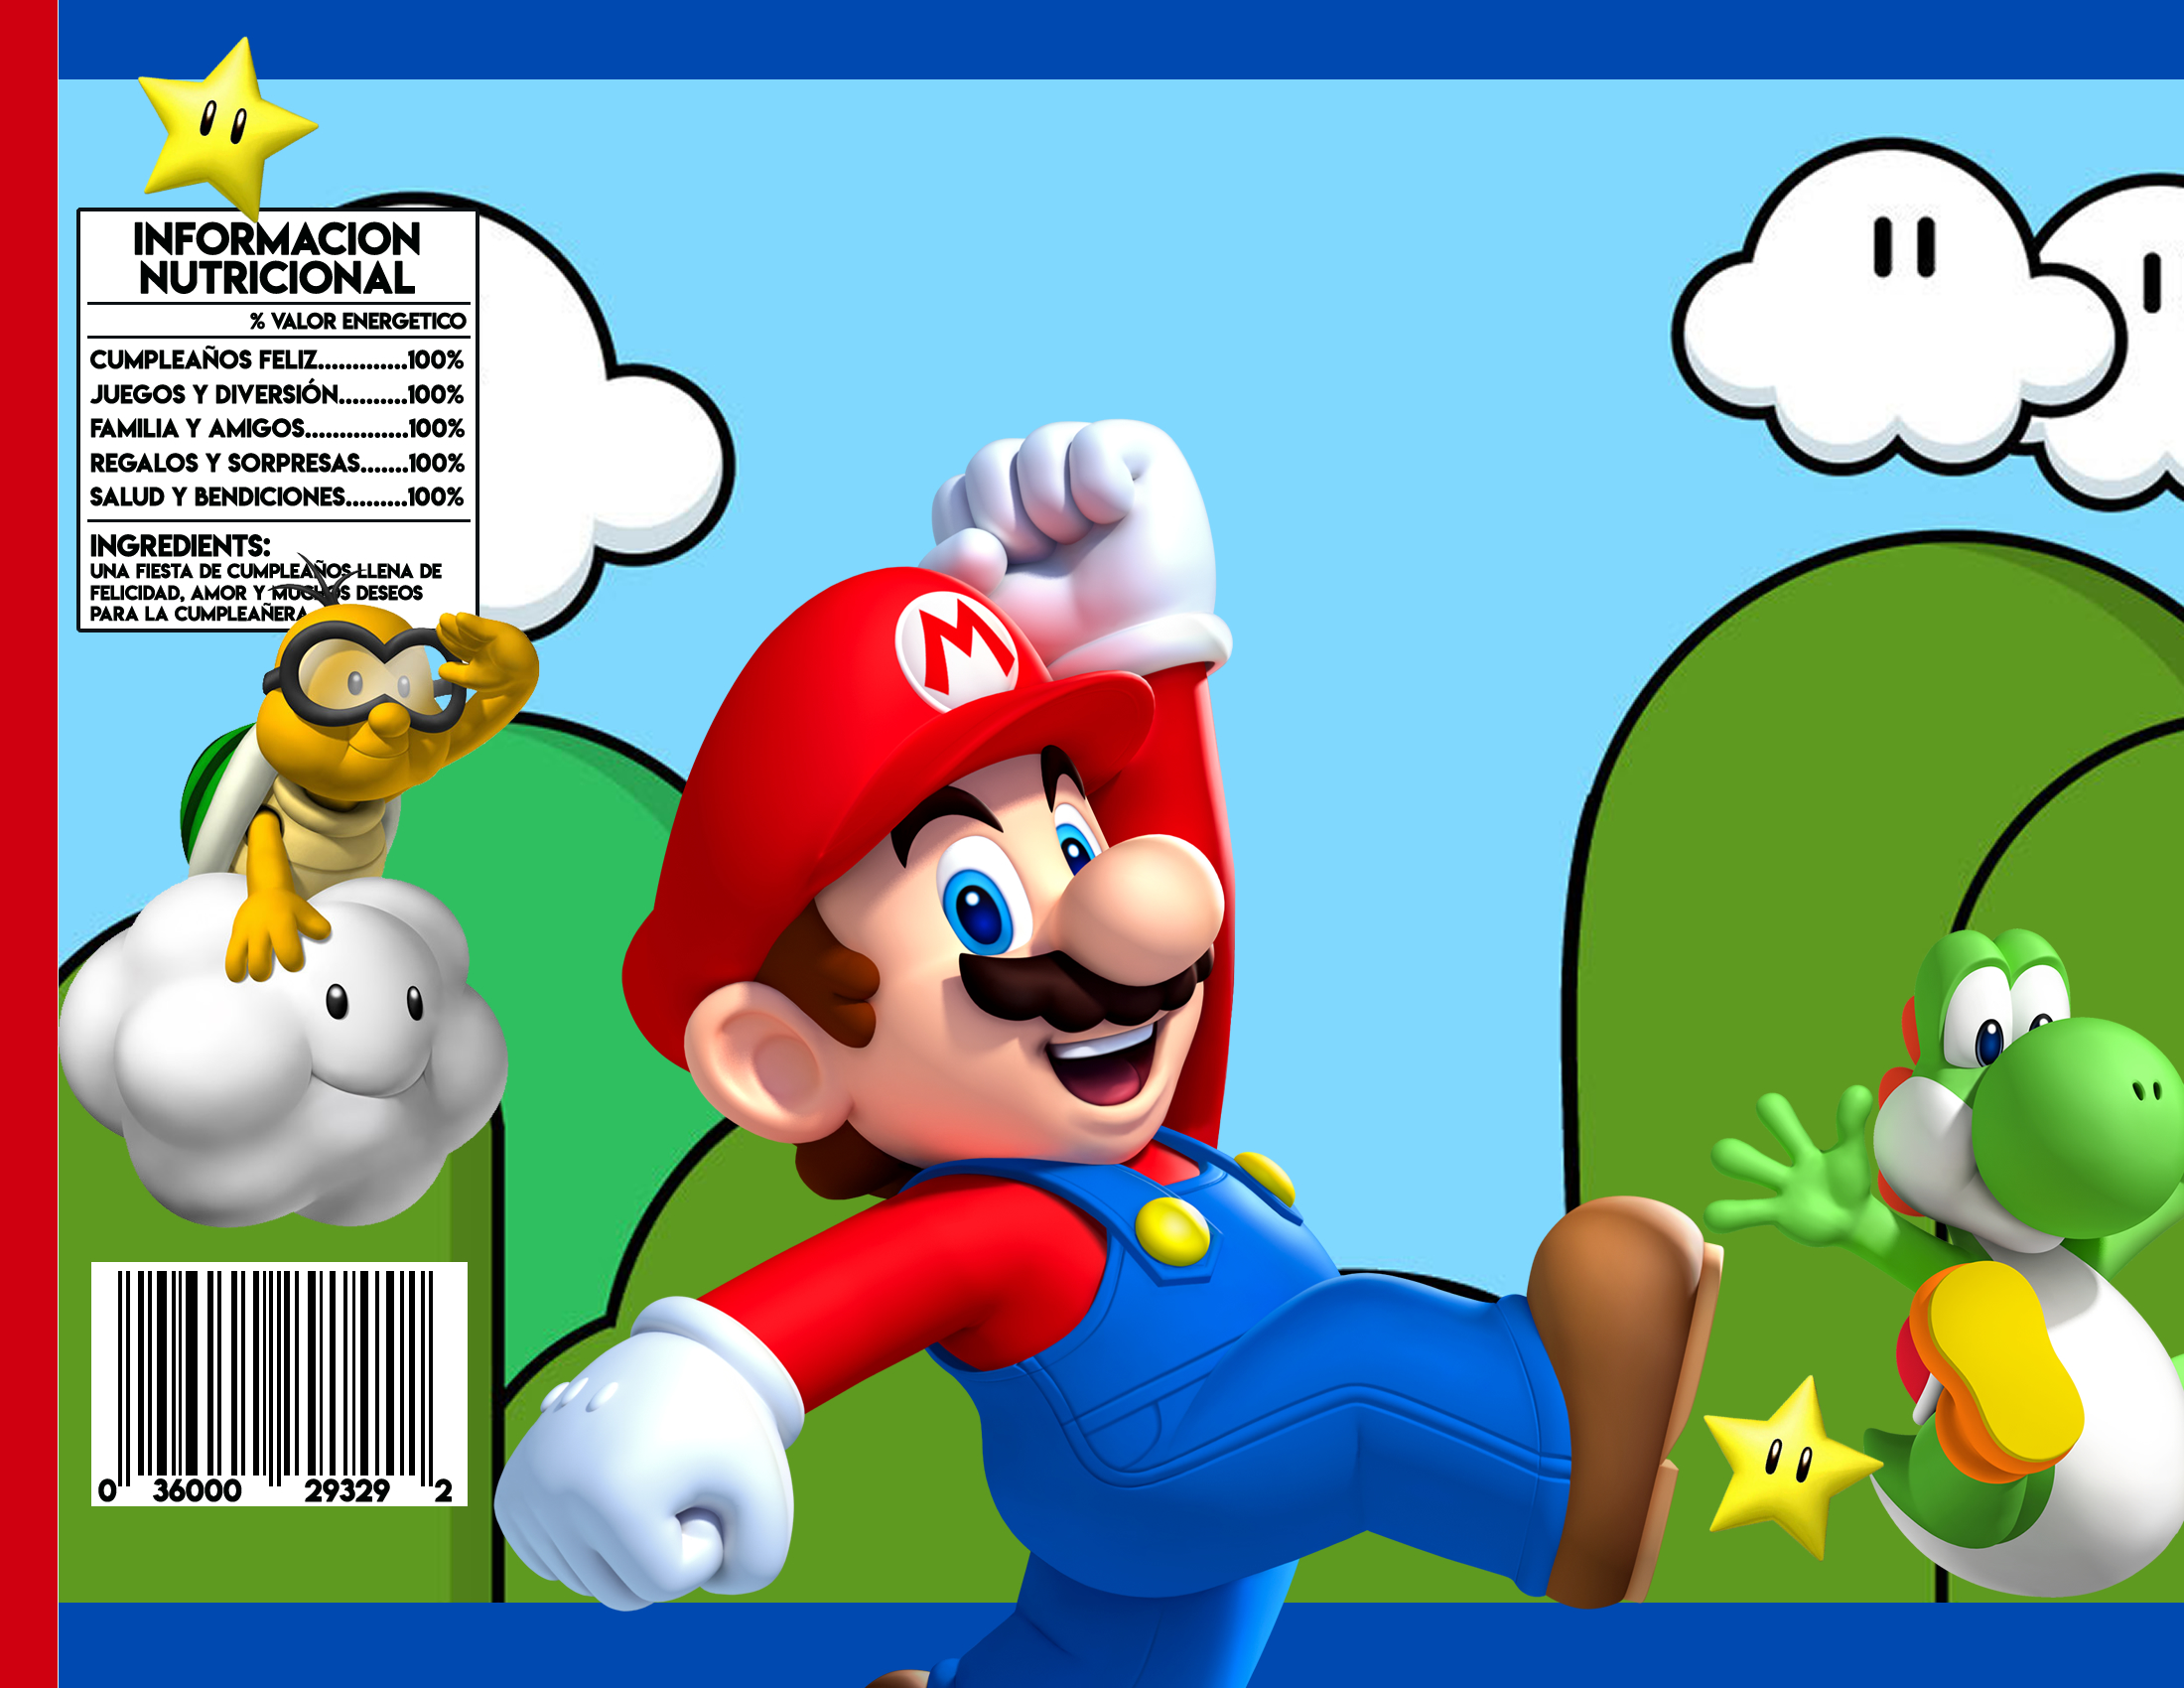 INFORMACION
NUTRICIONAL
% VALOR ENERGETICO
CUMPLEAÑOS FELIZ.............100%
JUEGOS Y DIVERSIÓN..........100%
FAMILIA Y AMIGOS...............100%
REGALOS Y SORPRESAS.......100%
SALUD Y BENDICIONES.........100%
INGREDIENTS:
UNA FIESTA DE CUMPLEAÑOS LLENA DE
FELICIDAD, AMOR Y MUCHOS DESEOS
PARA LA CUMPLEAÑERA
M
0 36000 29329 2